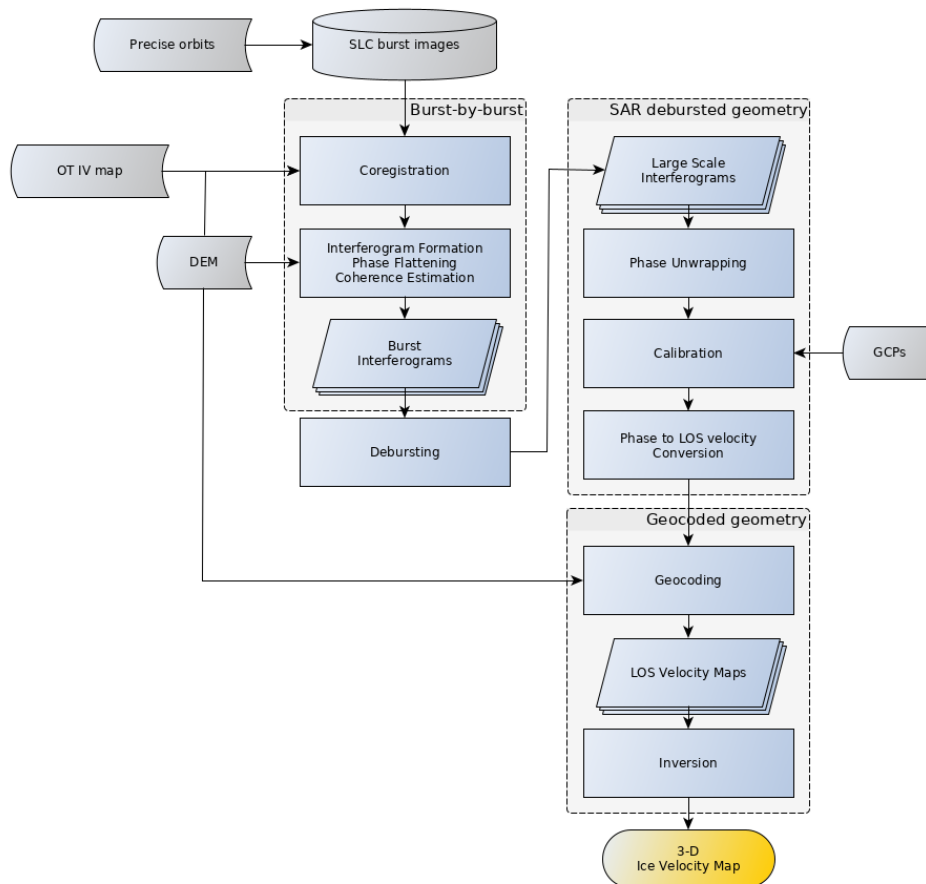 Precise orbits
SLC burst images
Burst-by-burst
SAR debursted geometry
OT IV map
Coregistration
Large Scale
Interferograms
DEM
Interferogram Formation
Phase Flattening
Coherence Estimation
Phase Unwrapping
Burst
Interferograms
Calibration
GCPs
Debursting
Phase to LOS velocity
Conversion
Geocoded geometry
Geocoding
LOS Velocity Maps
Inversion
3-D
Ice Velocity Map